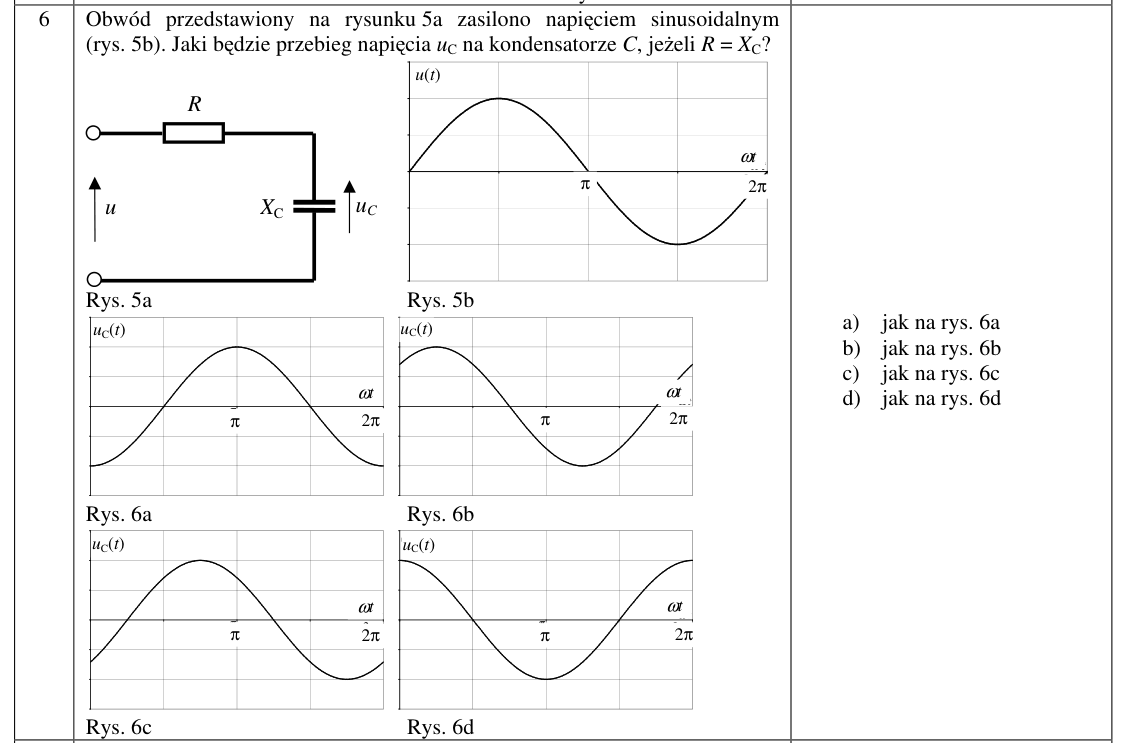 6
Obwód przedstawiony na rysunku 5a zasilono napięciem sinusoidalnym
(rys. 5b). Jaki będzie przebieg napięcia uC na kondensatorze C, jeżeli R = XC?
R
u
XC
uC
u(t)
ωt
π
2π
Rys. 5a
Rys. 5b
uC(t)
ωt
π
2π
uC(t)
ωt
π
2π
Rys. 6a
Rys. 6b
uC(t)
ωt
π
2π
uC(t)
ωt
π
2π
Rys. 6c
Rys. 6d
a) jak na rys. 6a
b) jak na rys. 6b
c) jak na rys. 6c
d) jak na rys. 6d